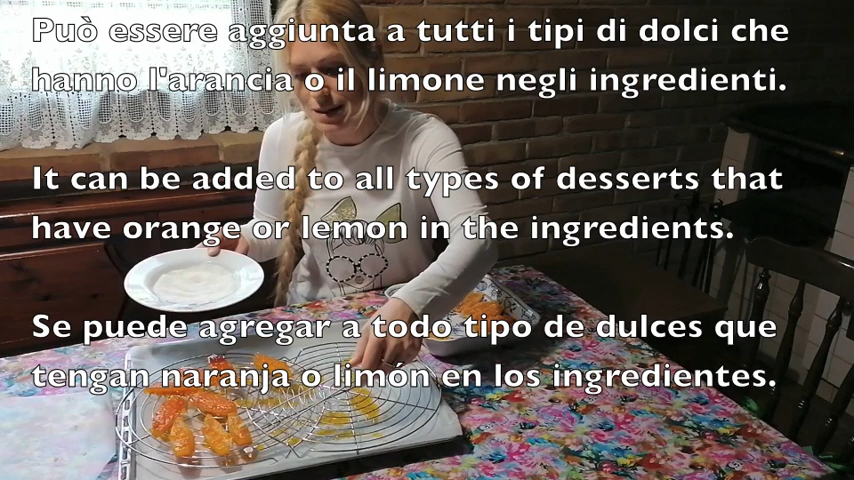 Può essere aggiunta a tutti i tipi di dolci che
hanno l'arancia o il limone negli ingredienti.
It can be added to all types of desserts that
have orange or lemon in the ingredients.
Se puede agregar a todo tipo de dulces que
tengan naranja o limón en los ingredientes.